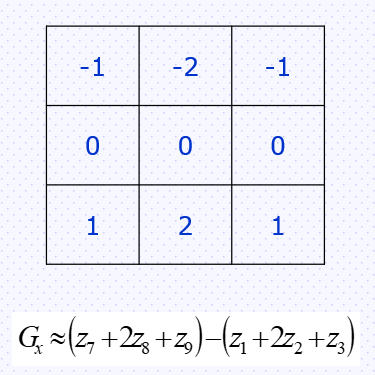 -1 -2 -1
0 0 0
1 2 1
Gₓ ≈ (z₇ + 2z₈ + z₉) − (z₁ + 2z₂ + z₃)